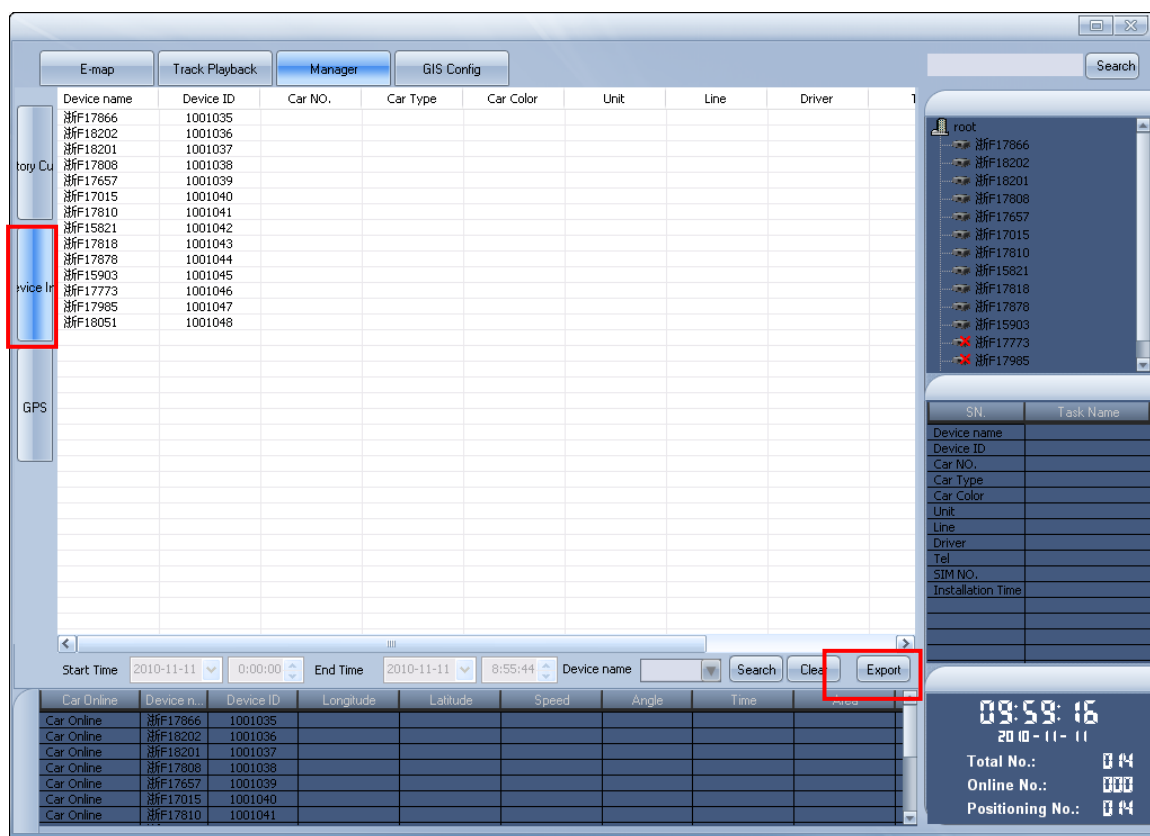 E-map Track Playback Manager GIS Config Search
Device name Device ID Car NO. Car Type Car Color Unit Line Driver T
浙F17866 1001035
浙F18202 1001036
浙F18201 1001037
浙F17808 1001038
浙F17657 1001039
浙F17015 1001040
浙F17810 1001041
浙F15821 1001042
浙F17818 1001043
浙F17878 1001044
浙F15903 1001045
浙F17773 1001046
浙F17985 1001047
浙F18051 1001048
tory Cu
evice In
GPS
Start Time 2010-11-11 0:00:00 End Time 2010-11-11 8:55:44 Device name Search Clear Export
Car Online Device n... Device ID Longitude Latitude Speed Angle Time Area
Car Online 浙F17866 1001035
Car Online 浙F18202 1001036
Car Online 浙F18201 1001037
Car Online 浙F17808 1001038
Car Online 浙F17657 1001039
Car Online 浙F17015 1001040
Car Online 浙F17810 1001041
root
浙F17866
浙F18202
浙F18201
浙F17808
浙F17657
浙F17015
浙F17810
浙F15821
浙F17818
浙F17878
浙F15903
浙F17773
浙F17985
SN. Task Name
Device name
Device ID
Car NO.
Car Type
Car Color
Unit
Line
Driver
Tel
SIM NO.
Installation Time
09:59:16
2010-11-11
Total No.: 014
Online No.: 000
Positioning No.: 014